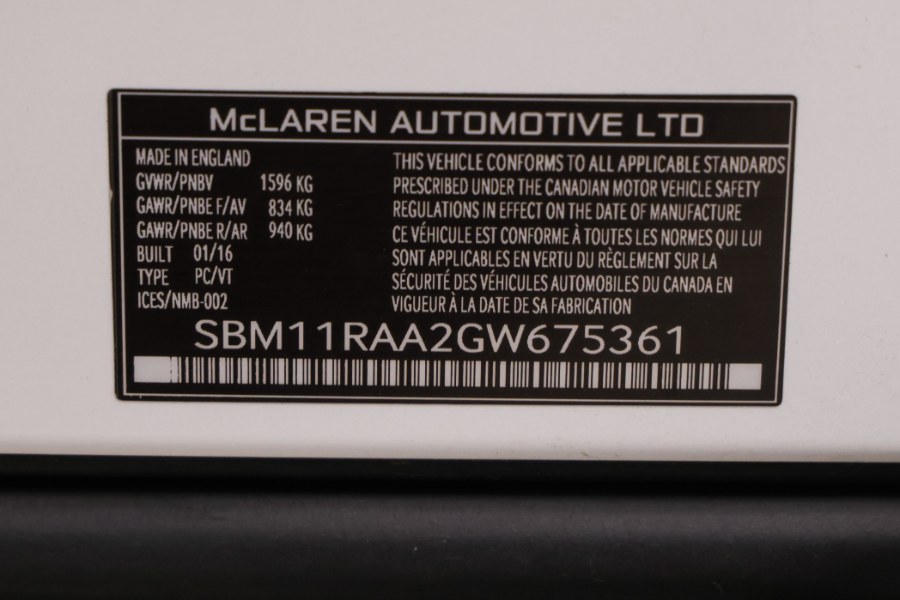 McLAREN AUTOMOTIVE LTD
MADE IN ENGLAND
GVWR/PNBV 1596 KG
GAWR/PNBE F/AV 834 KG
GAWR/PNBE R/AR 940 KG
BUILT 01/16
TYPE PC/VT
ICES/NMB-002
THIS VEHICLE CONFORMS TO ALL APPLICABLE STANDARDS
PRESCRIBED UNDER THE CANADIAN MOTOR VEHICLE SAFETY
REGULATIONS IN EFFECT ON THE DATE OF MANUFACTURE
CE VÉHICULE EST CONFORME À TOUTES LES NORMES QUI LUI
SONT APPLICABLES EN VERTU DU RÈGLEMENT SUR LA
SÉCURITÉ DES VÉHICULES AUTOMOBILES DU CANADA EN
VIGUEUR À LA DATE DE SA FABRICATION
SBM11RAA2GW675361